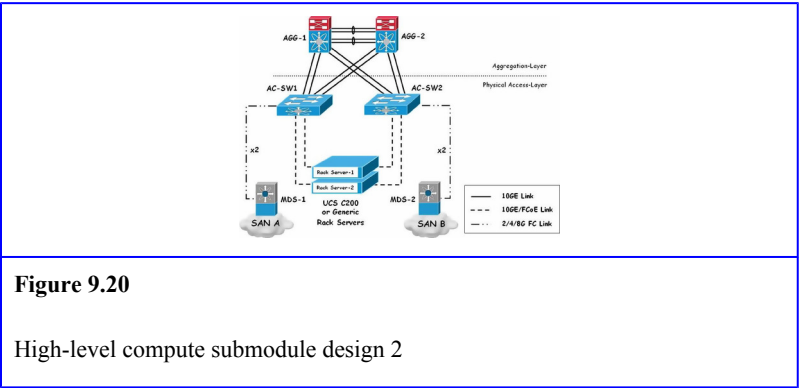 AGG-1
AGG-2
Aggregation-Layer
Physical Access-Layer
AC-SW1
AC-SW2
x2
x2
Rack Server-1
Rack Server-2
MDS-1
MDS-2
UCS C200
or Generic
Rack Servers
SAN A
SAN B
10GE Link
10GE/FCoE Link
2/4/8G FC Link
Figure 9.20
High-level compute submodule design 2